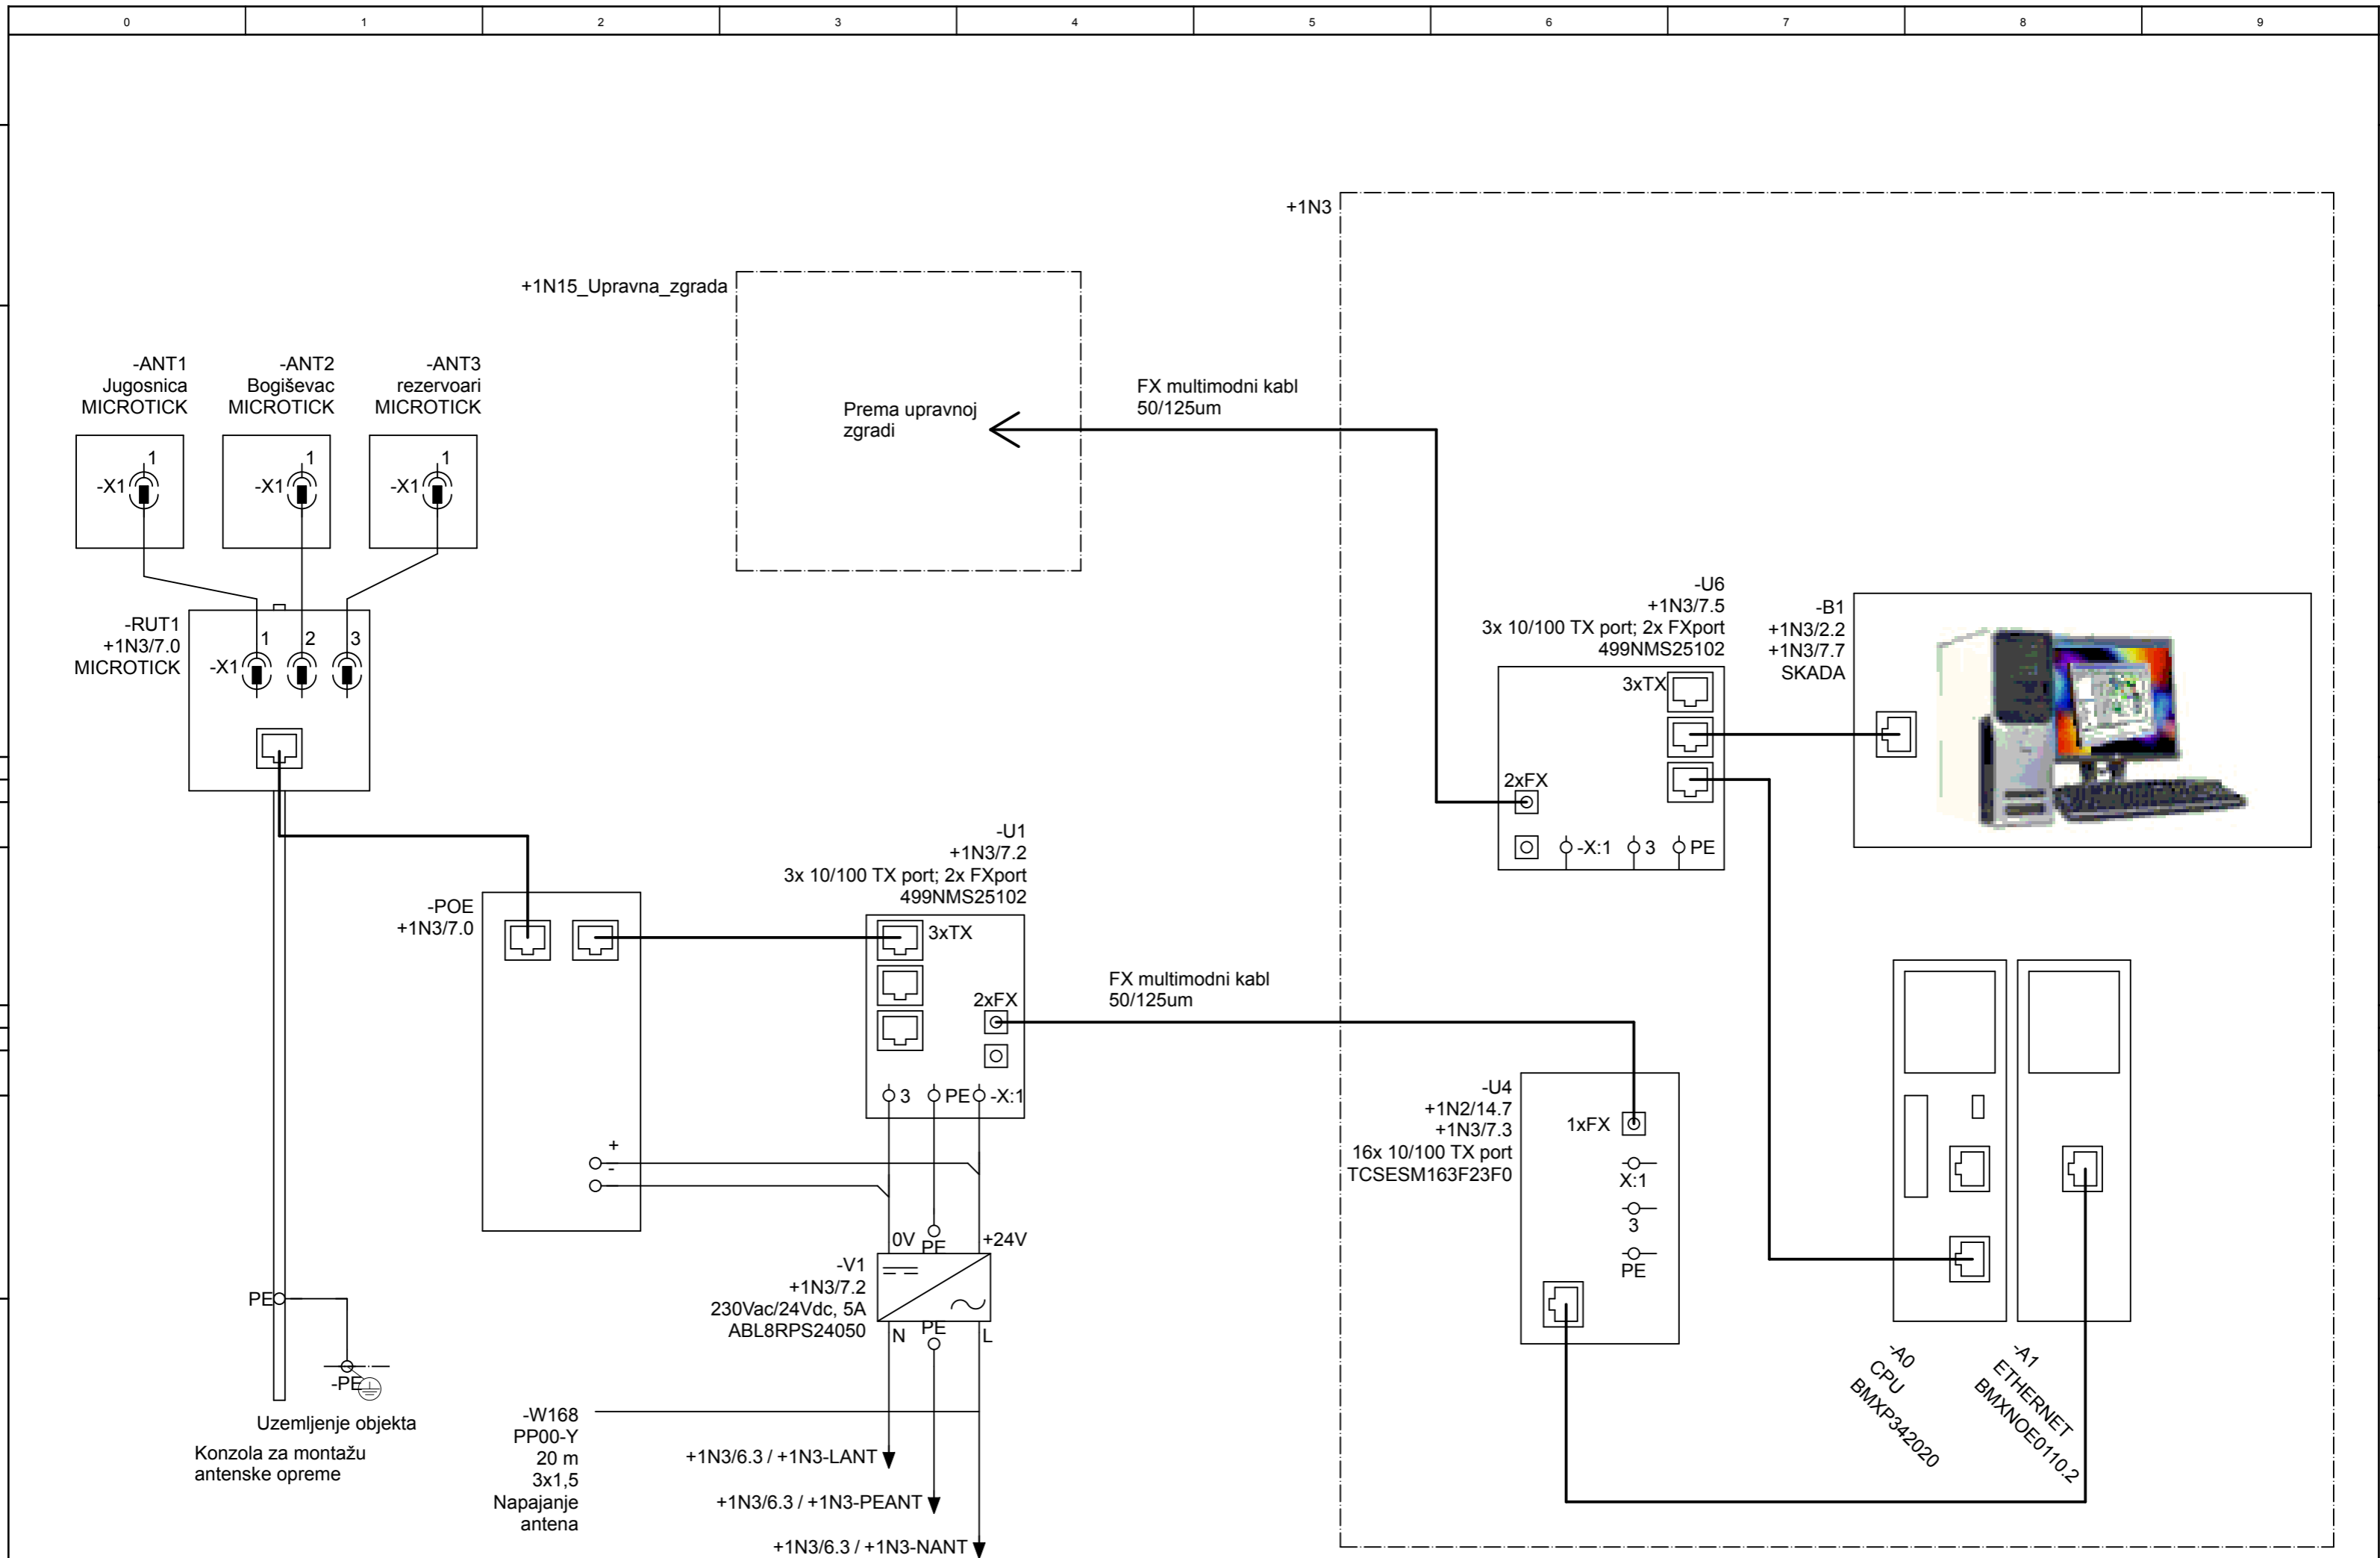 0 1 2 3 4 5 6 7 8 9
+1N3
+1N15_Upravna_zgrada
Prema upravnoj
zgradi
FX multimodni kabl
50/125um
-ANT1
Jugosnica
MICROTICK
-ANT2
Bogiševac
MICROTICK
-ANT3
rezervoari
MICROTICK
1
-X1
1
-X1
1
-X1
-RUT1
+1N3/7.0
MICROTICK
1 2 3
-X1
-U6
+1N3/7.5
3x 10/100 TX port; 2x FXport
499NMS25102
3xTX
2xFX
-X:1 3 PE
-B1
+1N3/2.2
+1N3/7.7
SKADA
-POE
+1N3/7.0
+
-
-U1
+1N3/7.2
3x 10/100 TX port; 2x FXport
499NMS25102
3xTX
2xFX
3 PE -X:1
FX multimodni kabl
50/125um
-U4
+1N2/14.7
+1N3/7.3
16x 10/100 TX port
TCSESM163F23F0
1xFX
X:1
3
PE
0V PE +24V
-V1
+1N3/7.2
230Vac/24Vdc, 5A
ABL8RPS24050
N PE L
PE
-PE
Uzemljenje objekta
Konzola za montažu
antenske opreme
-W168
PP00-Y
20 m
3x1,5
Napajanje
antena
+1N3/6.3 / +1N3-LANT
+1N3/6.3 / +1N3-PEANT
+1N3/6.3 / +1N3-NANT
-A0
CPU
BMXP342020
-A1
ETHERNET
BMXNOE0110.2